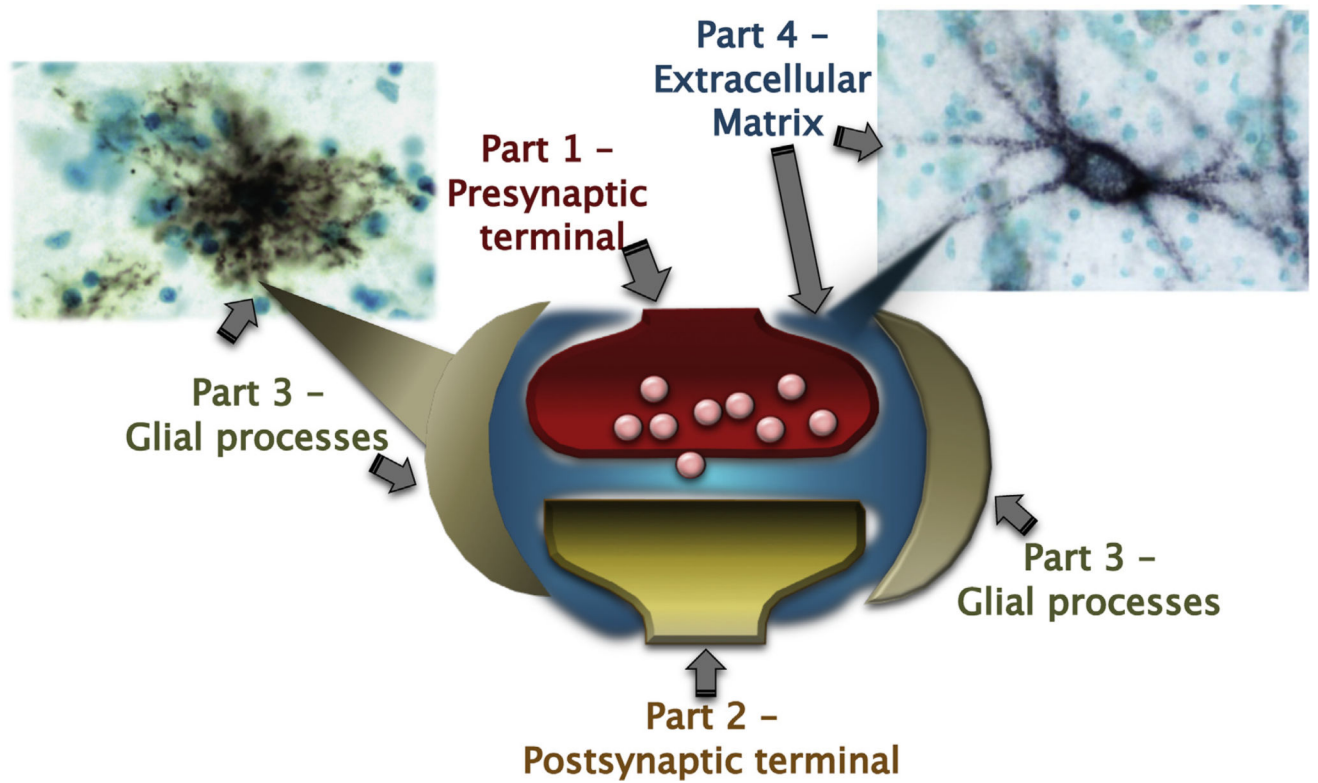 Part 4 –
Extracellular
Matrix
Part 1 –
Presynaptic
terminal
Part 3 –
Glial processes
Part 3 –
Glial processes
Part 2 –
Postsynaptic terminal